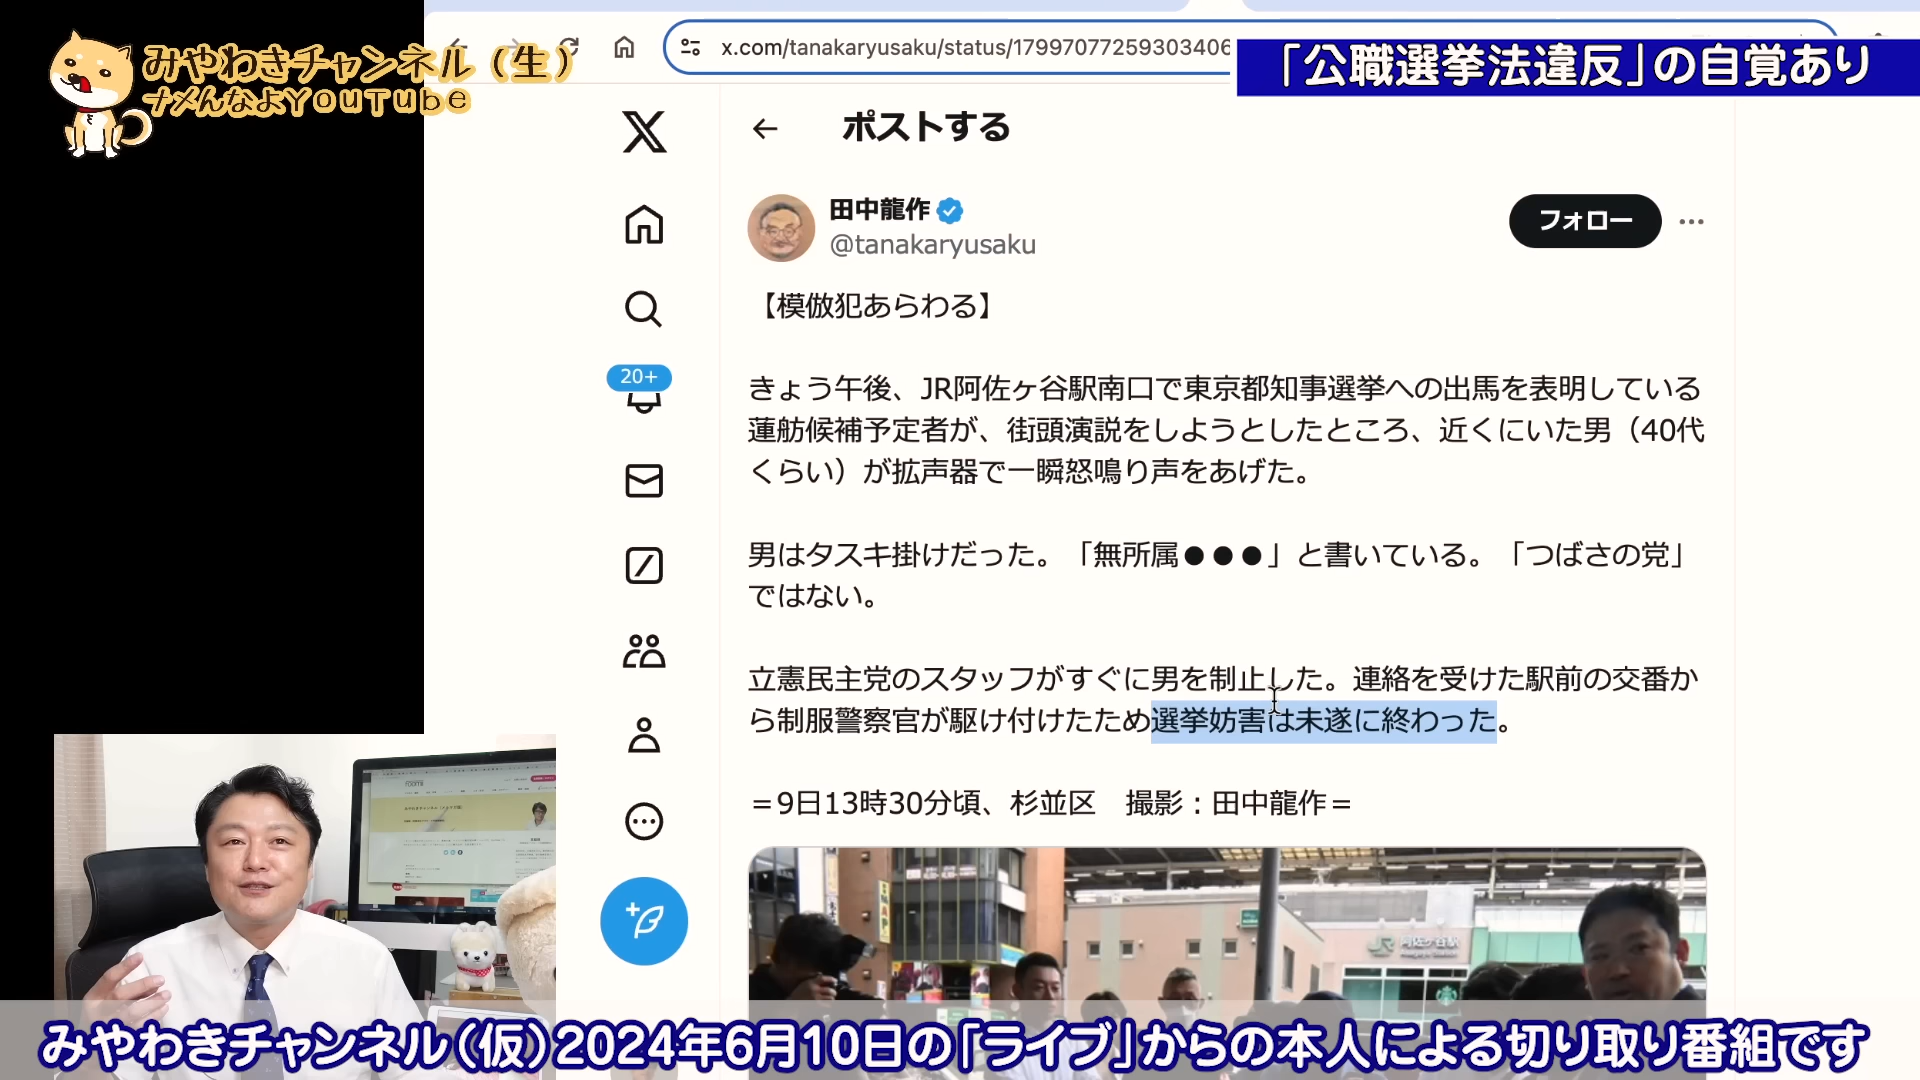 みやわきチャンネル（生）
ナメんなよYouTube
x.com/tanakaryusaku/status/17997077259303406
「公職選挙法違反」の自覚あり
ポストする
田中龍作
@tanakaryusaku
フォロー
【模倣犯あらわる】
20+
きょう午後、JR阿佐ヶ谷駅南口で東京都知事選挙への出馬を表明している
蓮舫候補予定者が、街頭演説をしようとしたところ、近くにいた男（40代
くらい）が拡声器で一瞬怒鳴り声をあげた。
男はタスキ掛けだった。「無所属●●●」と書いている。「つばさの党」
ではない。
立憲民主党のスタッフがすぐに男を制止した。連絡を受けた駅前の交番か
ら制服警察官が駆け付けたため選挙妨害は未遂に終わった。
＝9日13時30分頃、杉並区　撮影：田中龍作＝
JR 阿佐ケ谷駅
みやわきチャンネル（仮）2024年6月10日の「ライブ」からの本人による切り取り番組です